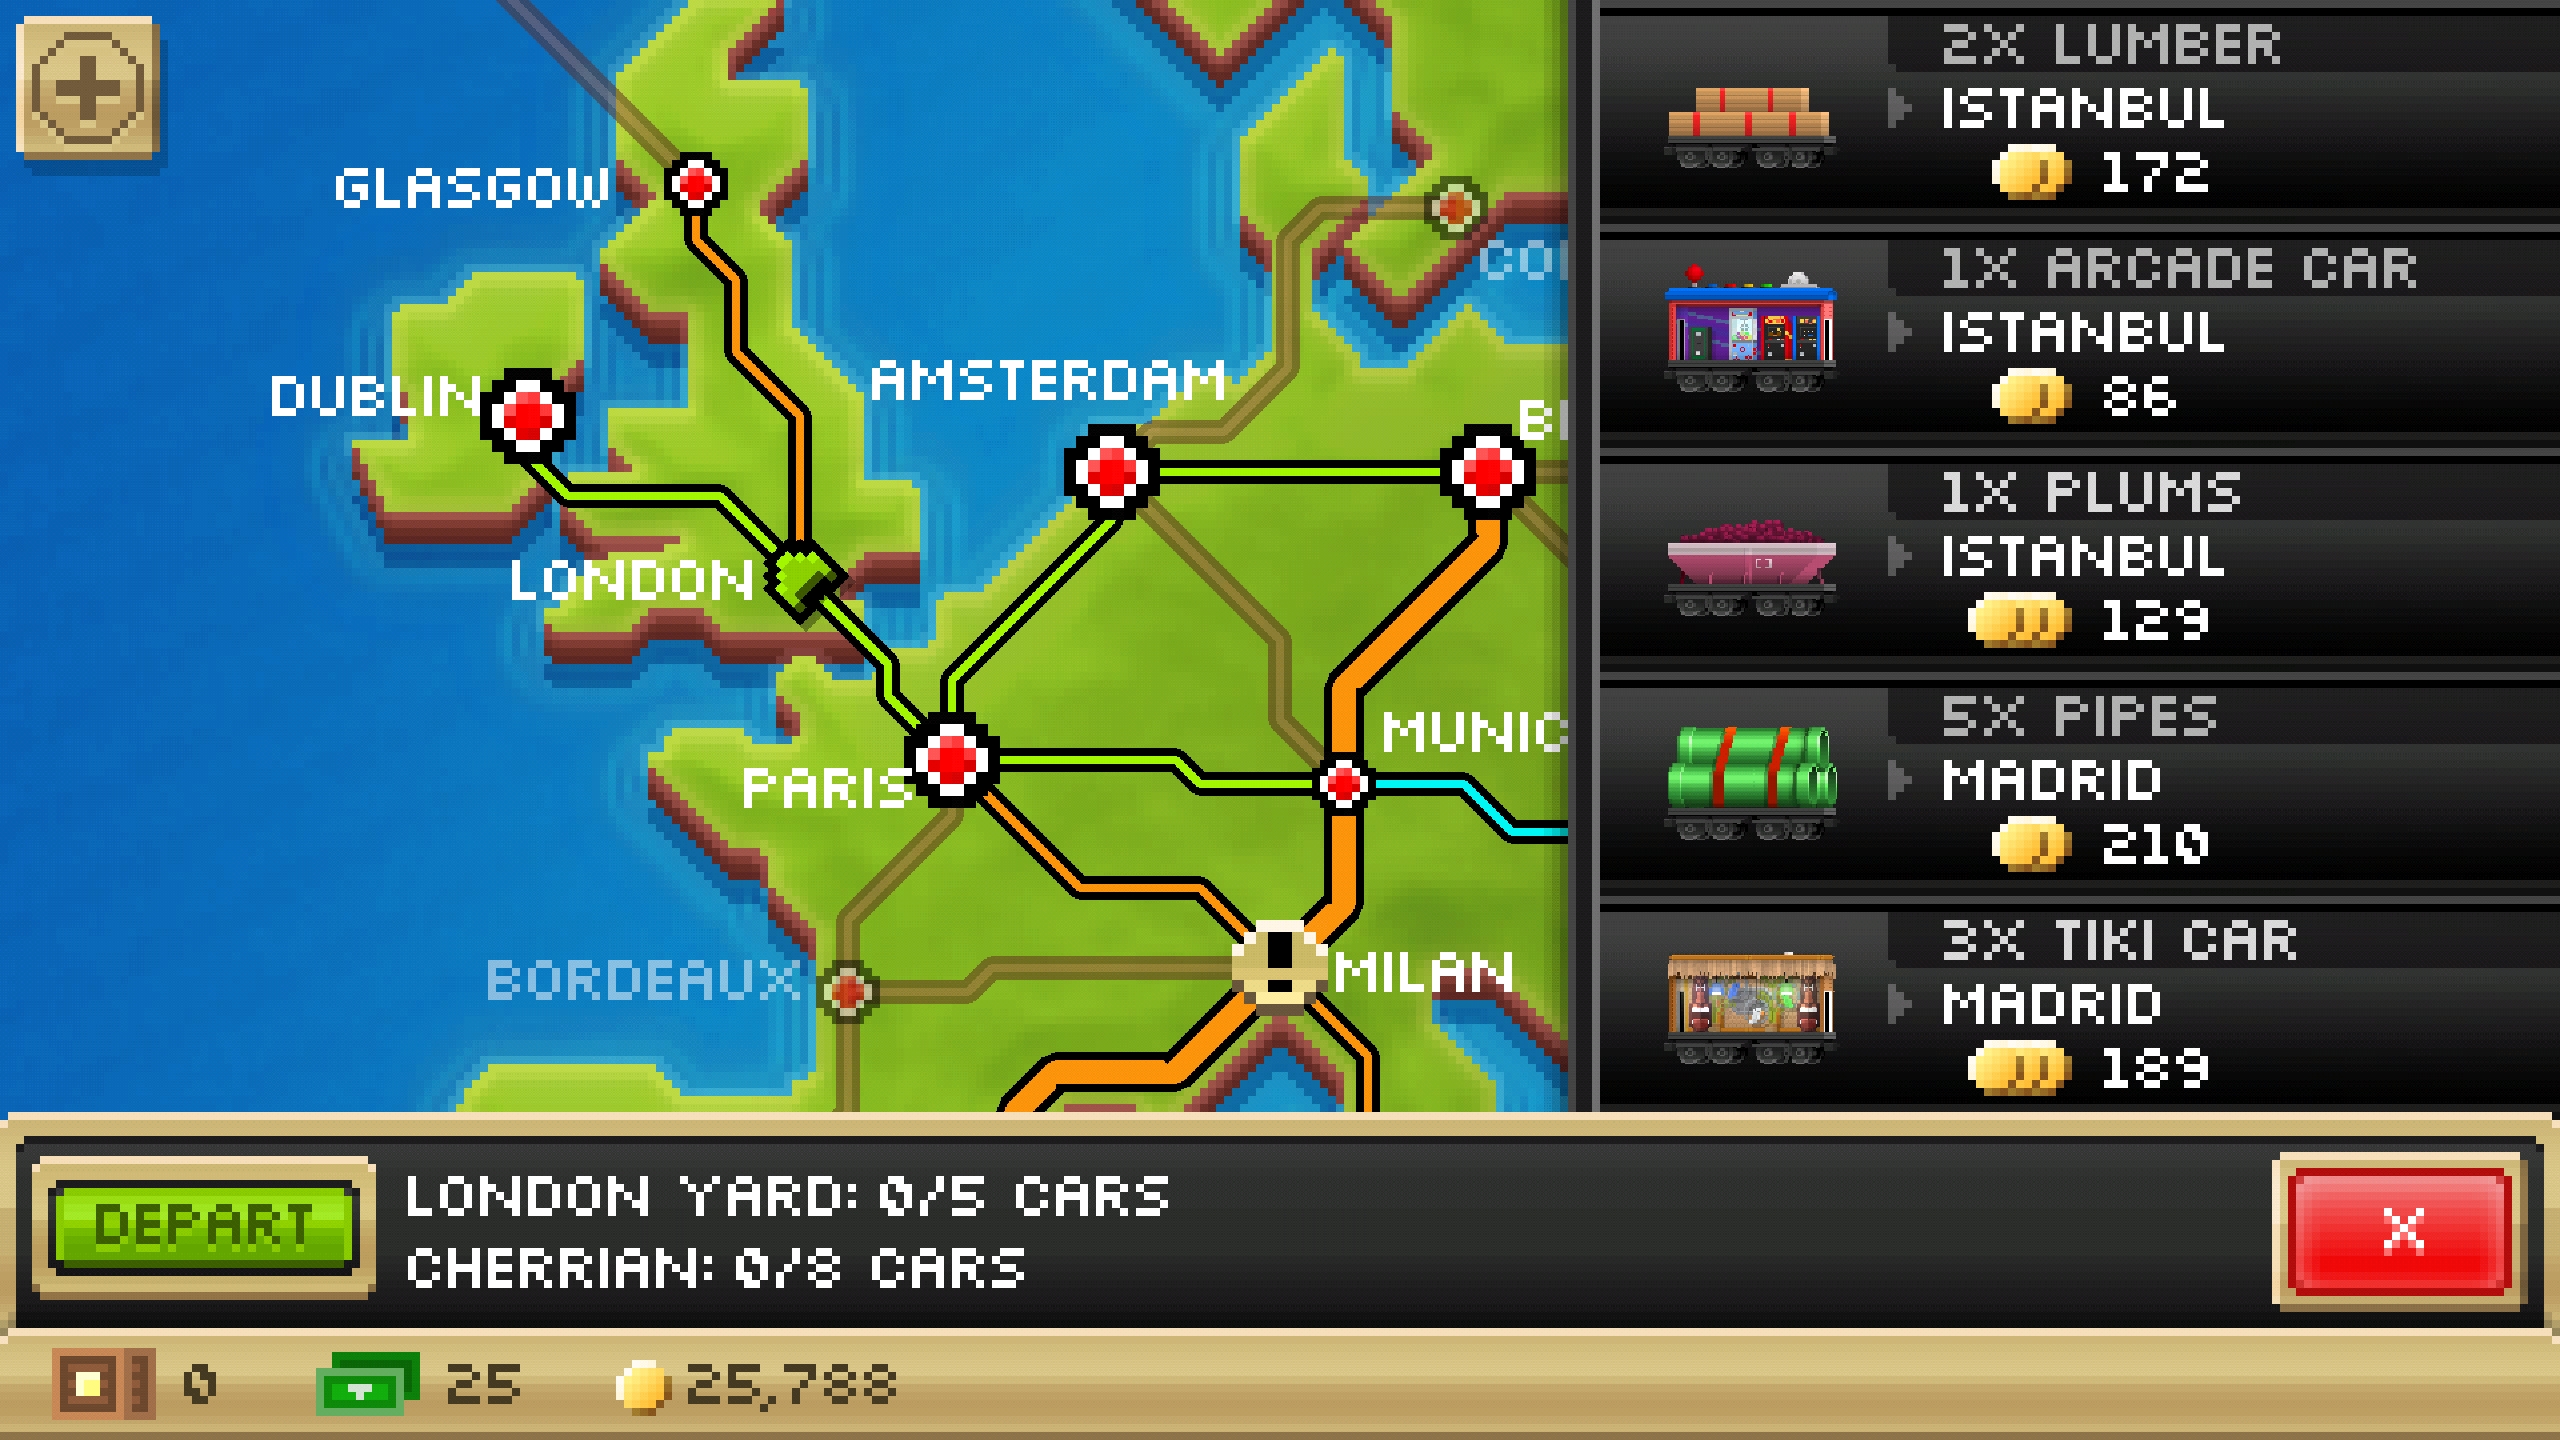 GLASGOW
DUBLIN
AMSTERDAM
LONDON
PARIS
MUNIC
BORDEAUX
MILAN
2X LUMBER
ISTANBUL
172
1X ARCADE CAR
ISTANBUL
86
1X PLUMS
ISTANBUL
129
5X PIPES
MADRID
210
3X TIKI CAR
MADRID
189
DEPART
LONDON YARD: 0/5 CARS
CHERRIAN: 0/8 CARS
X
0
25
25,788